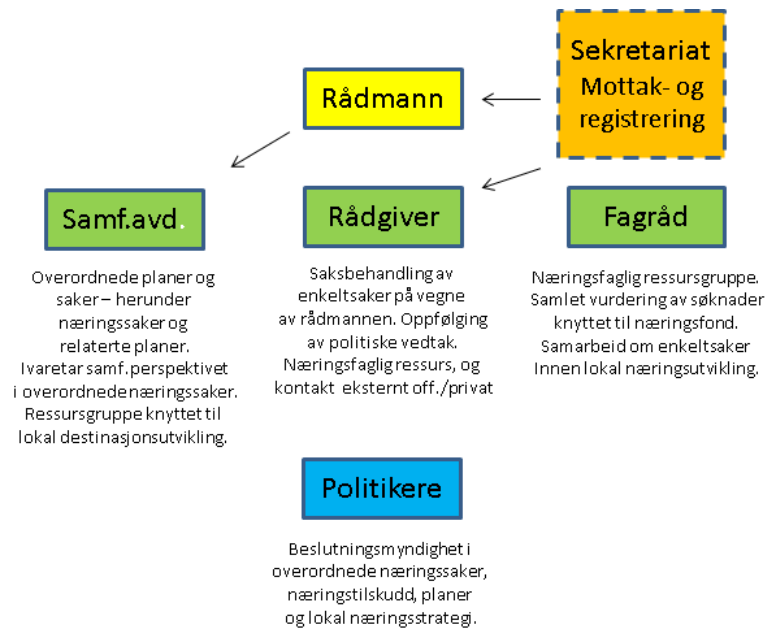 Sekretariat
Mottak- og
registrering
Rådmann
Samf.avd.
Overordnede planer og
saker – herunder
næringssaker og
relaterte planer.
Ivaretar samf.perspektivet
i overordnede næringssaker.
Ressursgruppe knyttet til
lokal destinasjonsutvikling.
Rådgiver
Saksbehandling av
enkeltsaker på vegne
av rådmannen. Oppfølging
av politiske vedtak.
Næringsfaglig ressurs, og
kontakt eksternt off./privat
Fagråd
Næringsfaglig ressursgruppe.
Samlet vurdering av søknader
knyttet til næringsfond.
Samarbeid om enkeltsaker
Innen lokal næringsutvikling.
Politikere
Beslutningsmyndighet i
overordnede næringssaker,
næringstilskudd, planer
og lokal næringsstrategi.